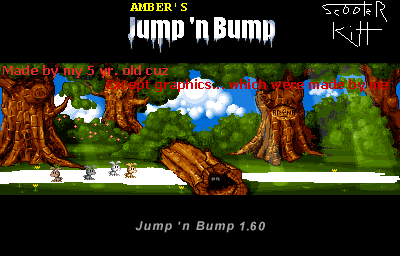 AMBER'S
Jump 'n Bump
SCOOTER
Kitt
Made by my 5 yr. old cuz
Except graphics... which were made by me
Jump 'n Bump 1.60